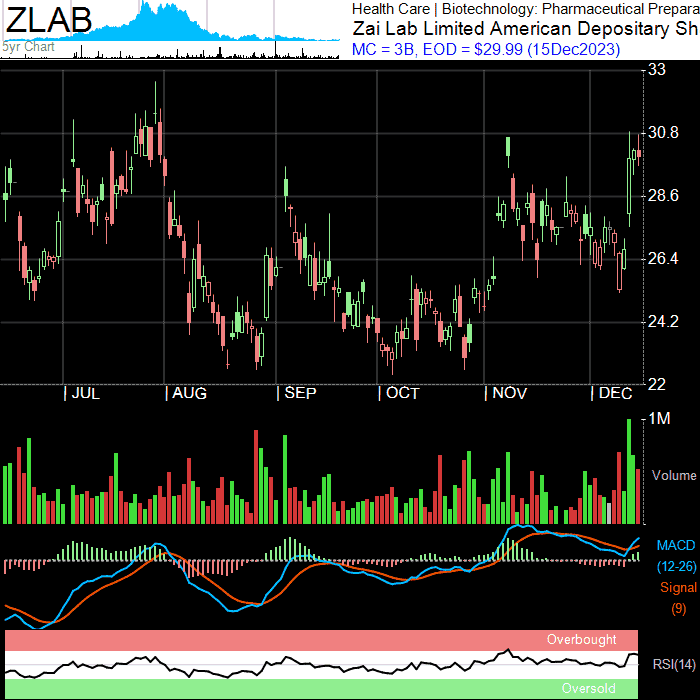 ZLAB
5yr Chart
Health Care | Biotechnology: Pharmaceutical Prepara
Zai Lab Limited American Depositary Sh
MC = 3B, EOD = $29.99 (15Dec2023)
33
30.8
28.6
26.4
24.2
22
| JUL | AUG | SEP | OCT | NOV | DEC
1M
Volume
MACD
(12-26)
Signal
(9)
Overbought
RSI(14)
Oversold